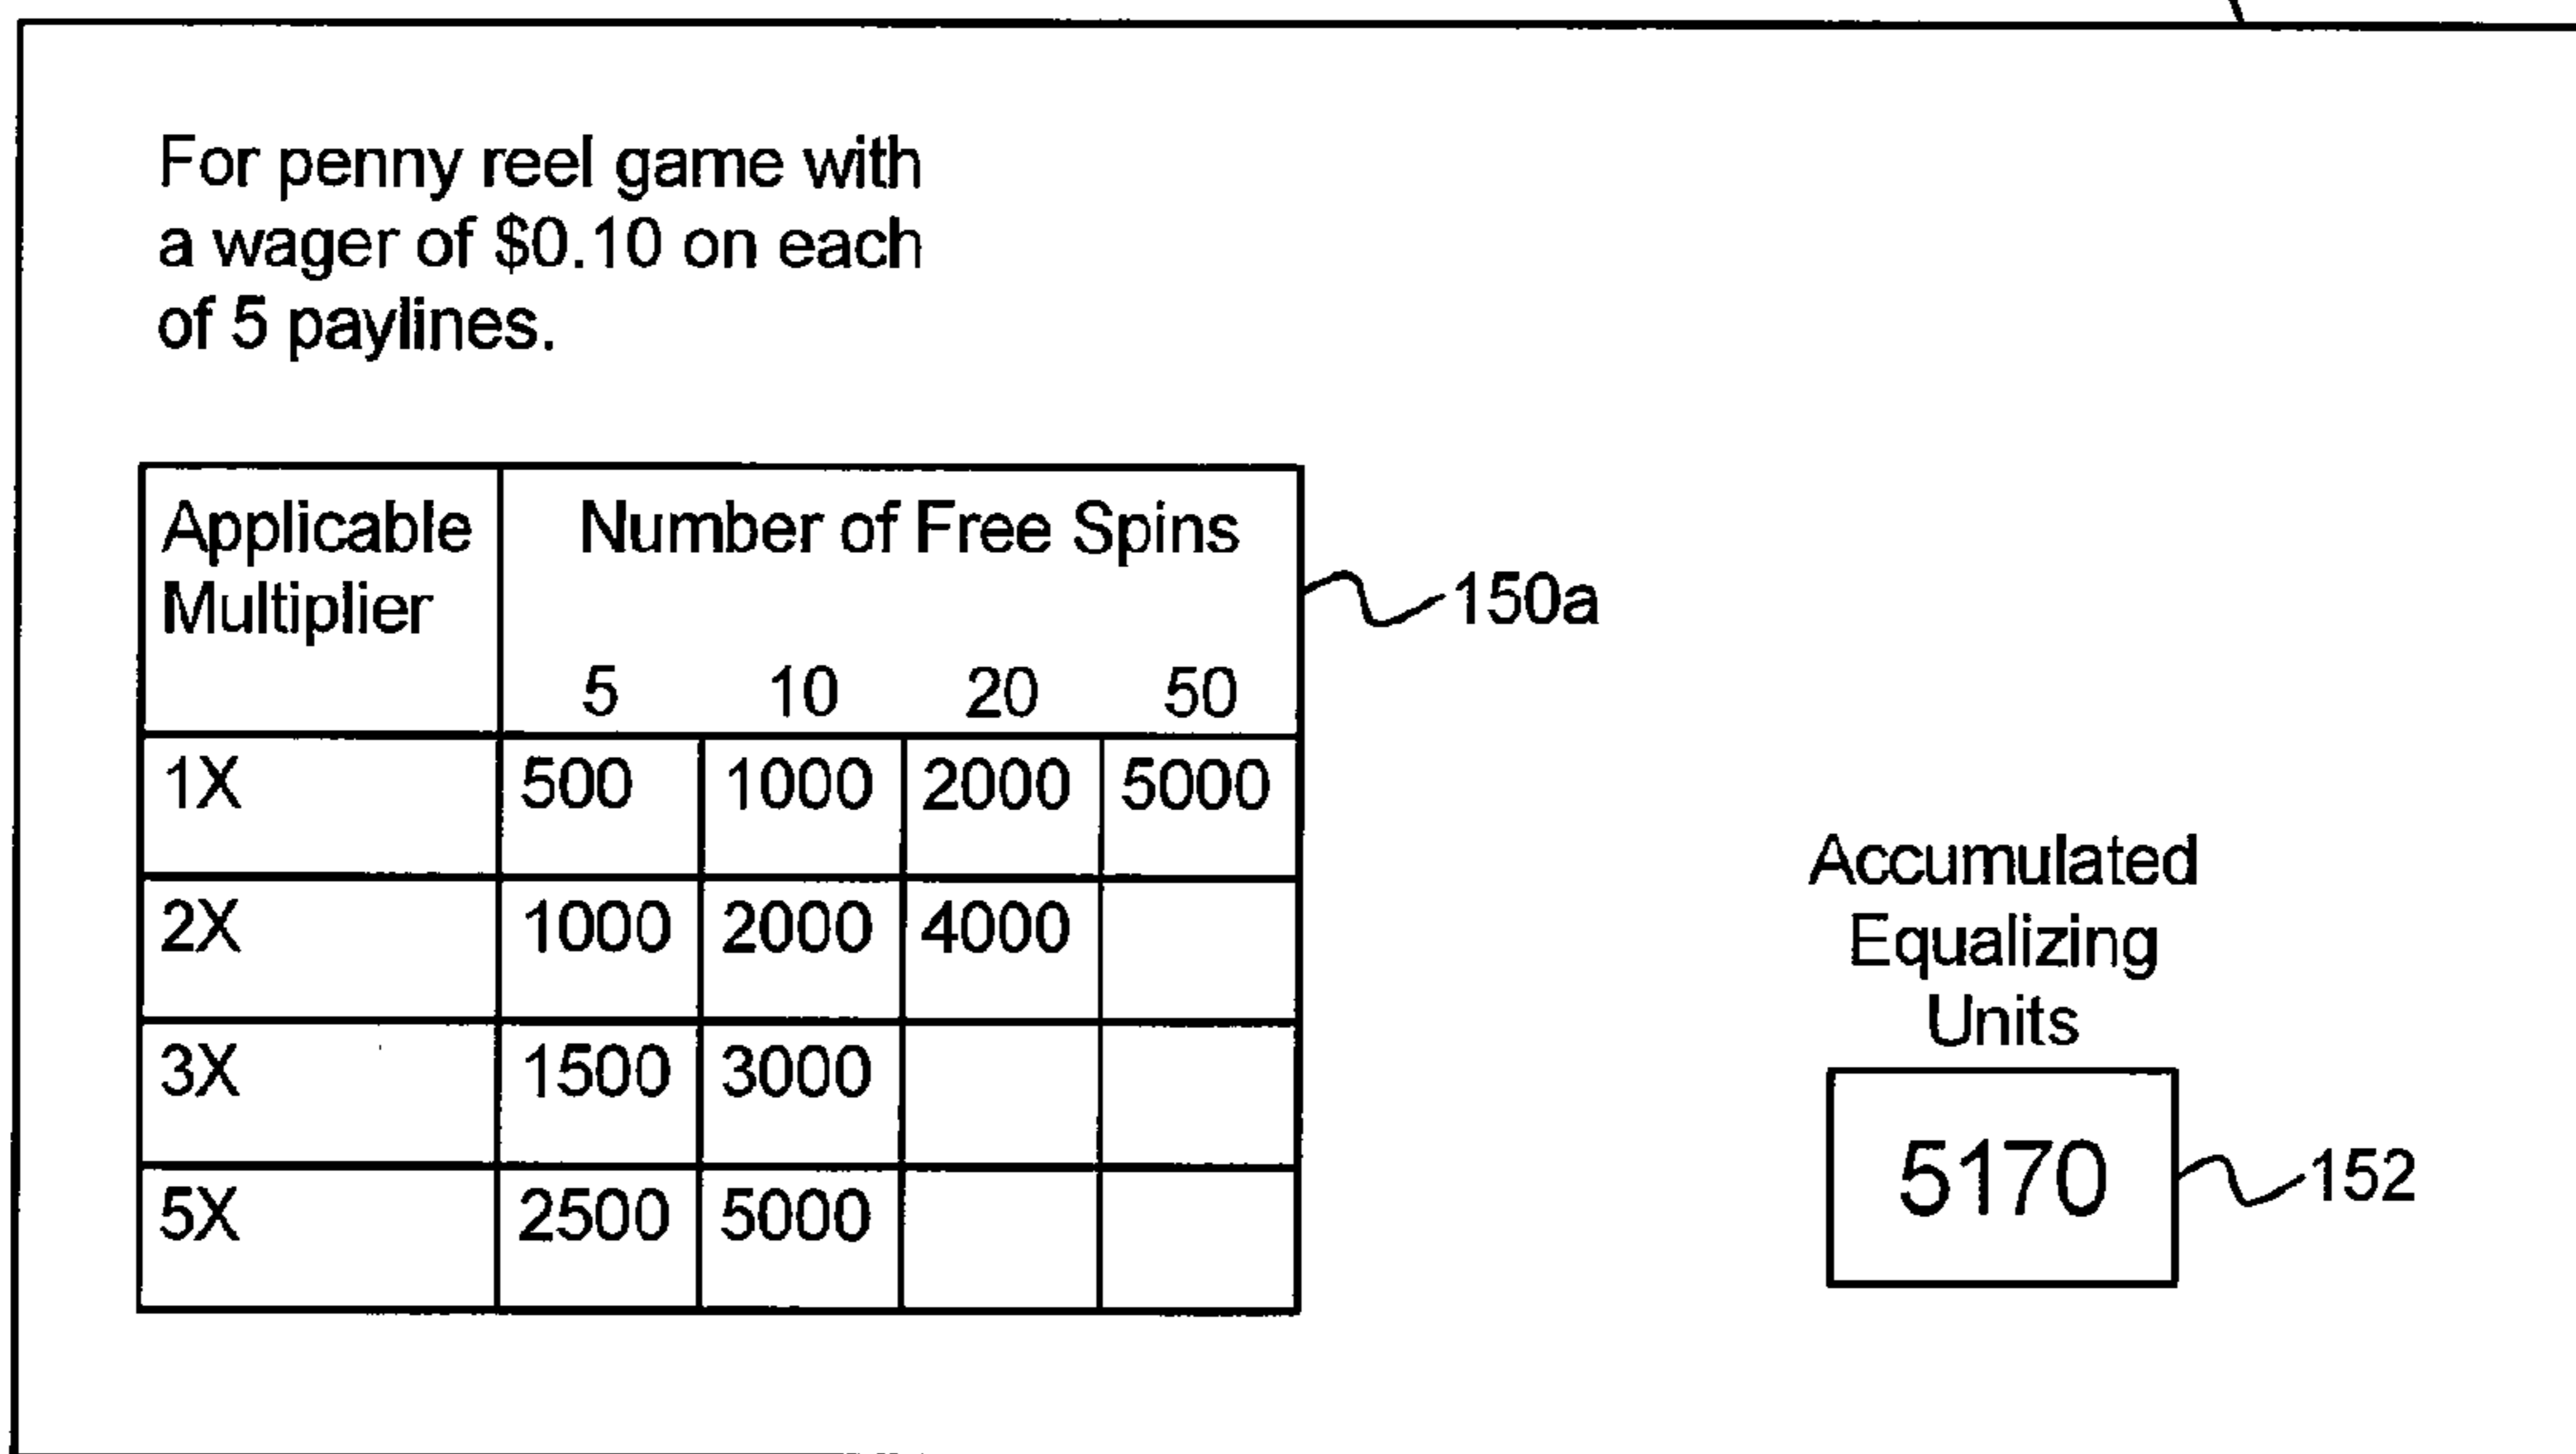 For penny reel game with
a wager of $0.10 on each
of 5 paylines.
Applicable Number of Free Spins
Multiplier
5 10 20 50
150a
1X 500 1000 2000 5000
2X 1000 2000 4000
3X 1500 3000
5X 2500 5000
Accumulated
Equalizing
Units
5170
152